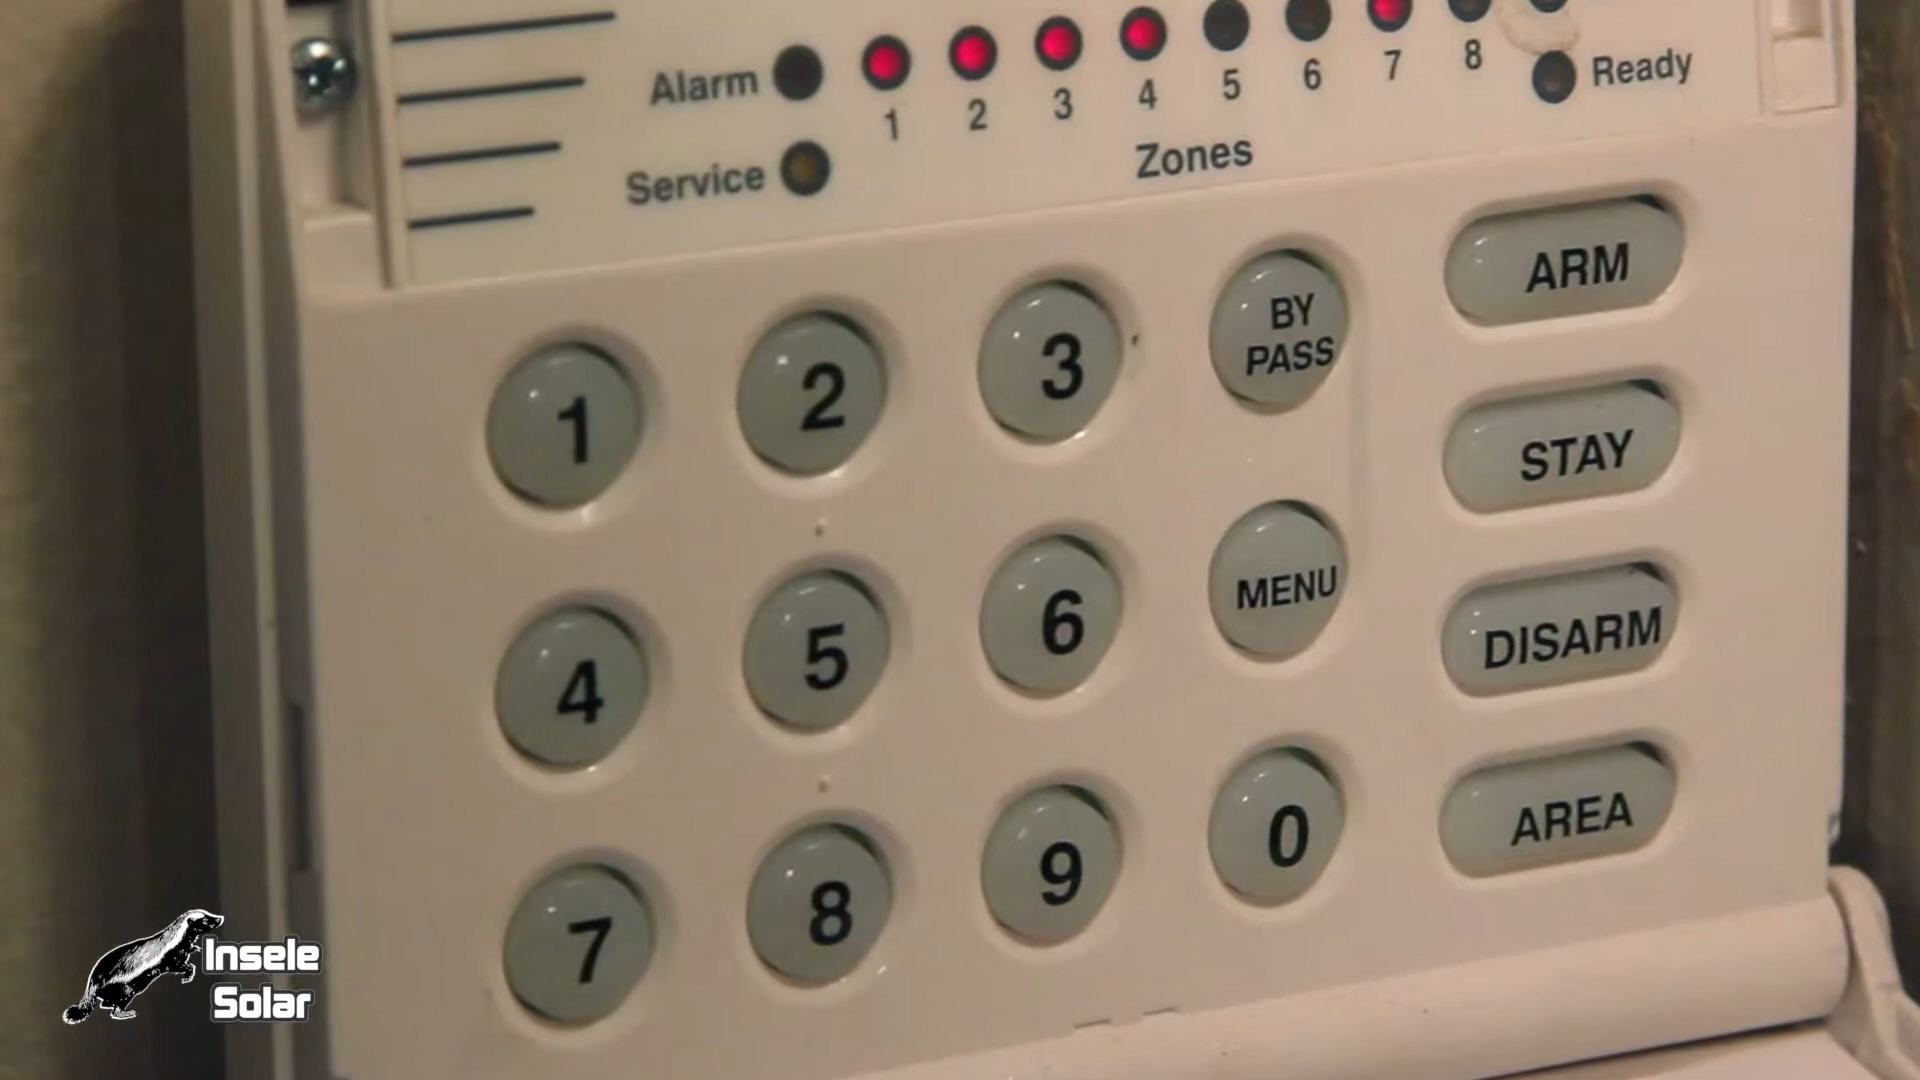 Alarm
1 2 3 4 5 6 7 8
Ready
Service
Zones
1 2 3 BY PASS ARM
STAY
4 5 6 MENU DISARM
7 8 9 0 AREA
Insele
Solar